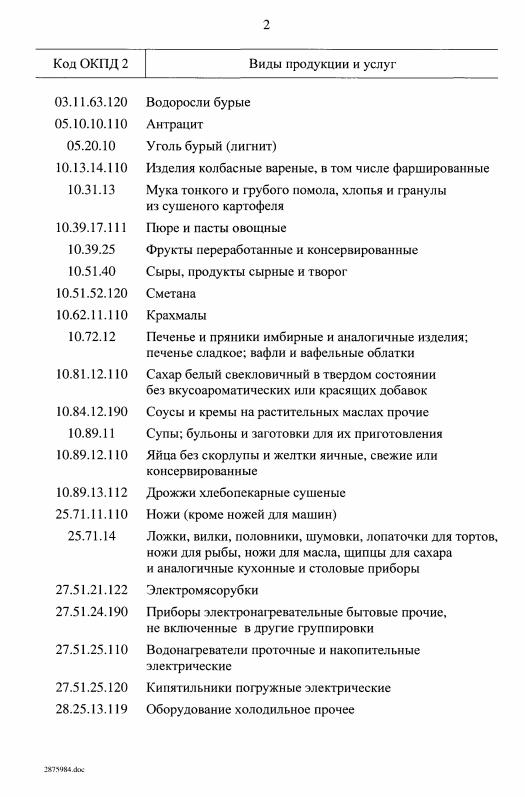 2
Код ОКПД 2 Виды продукции и услуг
03.11.63.120 Водоросли бурые
05.10.10.110 Антрацит
05.20.10 Уголь бурый (лигнит)
10.13.14.110 Изделия колбасные вареные, в том числе фаршированные
10.31.13 Мука тонкого и грубого помола, хлопья и гранулы
из сушеного картофеля
10.39.17.111 Пюре и пасты овощные
10.39.25 Фрукты переработанные и консервированные
10.51.40 Сыры, продукты сырные и творог
10.51.52.120 Сметана
10.62.11.110 Крахмалы
10.72.12 Печенье и пряники имбирные и аналогичные изделия;
печенье сладкое; вафли и вафельные облатки
10.81.12.110 Сахар белый свекловичный в твердом состоянии
без вкусоароматических или красящих добавок
10.84.12.190 Соусы и кремы на растительных маслах прочие
10.89.11 Супы; бульоны и заготовки для их приготовления
10.89.12.110 Яйца без скорлупы и желтки яичные, свежие или
консервированные
10.89.13.112 Дрожжи хлебопекарные сушеные
25.71.11.110 Ножи (кроме ножей для машин)
25.71.14 Ложки, вилки, половники, шумовки, лопаточки для тортов,
ножи для рыбы, ножи для масла, щипцы для сахара
и аналогичные кухонные и столовые приборы
27.51.21.122 Электромясорубки
27.51.24.190 Приборы электронагревательные бытовые прочие,
не включенные в другие группировки
27.51.25.110 Водонагреватели проточные и накопительные
электрические
27.51.25.120 Кипятильники погружные электрические
28.25.13.119 Оборудование холодильное прочее
2875984.doc